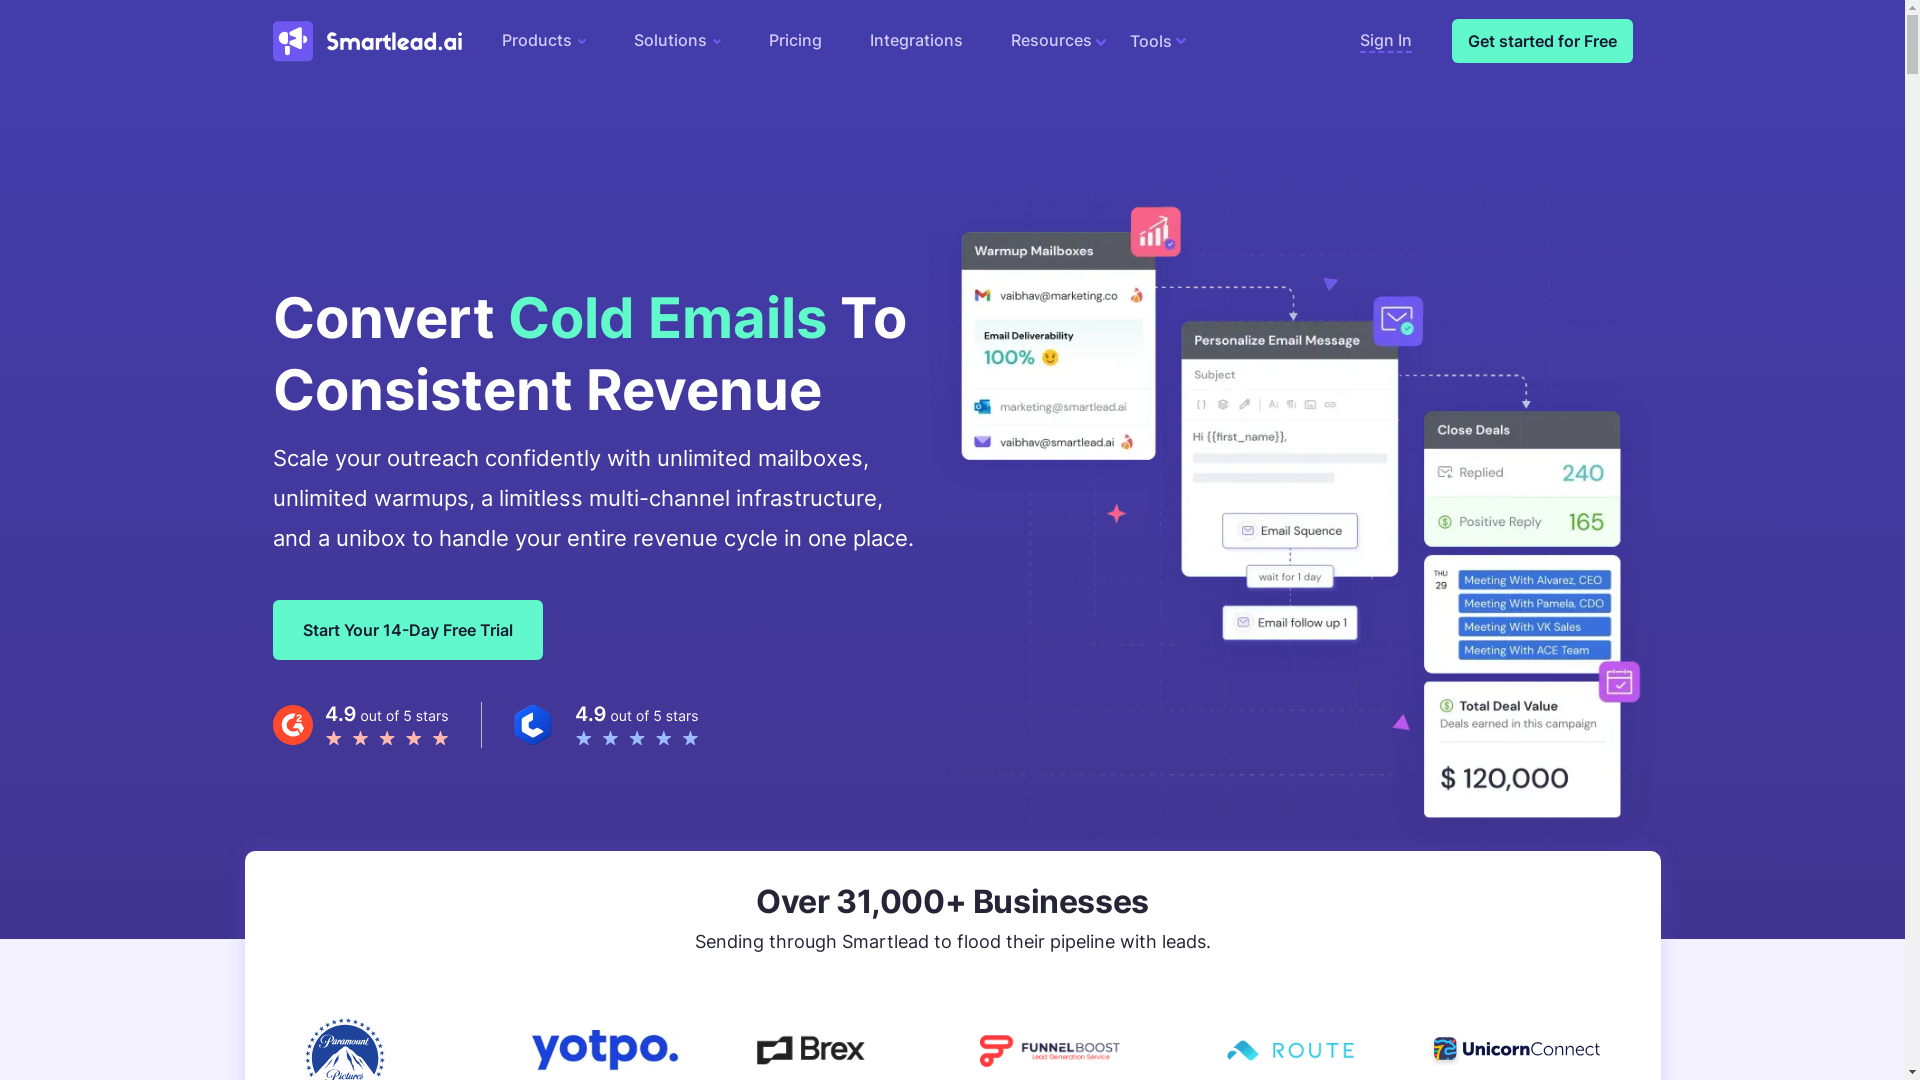 Smartlead.ai
Products
Solutions
Pricing
Integrations
Resources
Tools
Sign In
Get started for Free
Convert Cold Emails To
Consistent Revenue
Scale your outreach confidently with unlimited mailboxes,
unlimited warmups, a limitless multi-channel infrastructure,
and a unibox to handle your entire revenue cycle in one place.
Start Your 14-Day Free Trial
4.9 out of 5 stars
4.9 out of 5 stars
Warmup Mailboxes
vaibhav@marketing.co
Email Deliverability
100%
marketing@smartlead.ai
vaibhav@smartlead.ai
Personalize Email Message
Subject
Hi {{first_name}},
Email Squence
wait for 1 day
Email follow up 1
Close Deals
Replied 240
Positive Reply 165
THU
29
Meeting With Alvarez, CEO
Meeting With Pamela, CDO
Meeting With VK Sales
Meeting With ACE Team
Total Deal Value
Deals earned in this campaign
$ 120,000
Over 31,000+ Businesses
Sending through Smartlead to flood their pipeline with leads.
Paramount
Pictures
yotpo.
Brex
FUNNELBOOST
Lead Generation Service
ROUTE
UnicornConnect